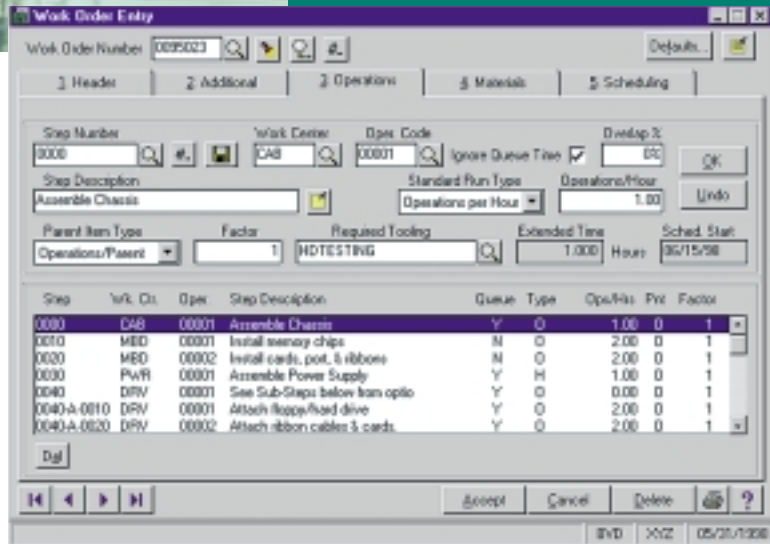 Work Order Entry
Work Order Number 0095023 Defaults...
1 Header 2 Additional 3 Operations 4 Materials 5 Scheduling
Step Number Work Center Oper. Code Overlap %
0000 CAB 00001 Ignore Queue Time 0% OK
Step Description Standard Run Type Operations/Hour
Assemble Chassis Operations per Hour 1.00 Undo
Parent Item Type Factor Required Tooling Extended Time Sched. Start
Operations/Parent 1 HDTESTING 1.000 Hours 06/15/98
Step Wk. Ctr. Oper. Step Description Queue Type Ops/Hrs Pnt Factor
0000 CAB 00001 Assemble Chassis Y O 1.00 O 1
0010 MBD 00001 Install memory chips N O 2.00 O 1
0020 MBD 00002 Install cards, port, & ribbons N O 2.00 O 1
0030 PWR 00001 Assemble Power Supply Y H 1.00 O 1
0040 DRV 00001 See Sub-Steps below from optio Y O 0.00 O 1
0040-A-0010 DRV 00001 Attach floppy/hard drive Y O 2.00 O 1
0040-A-0020 DRV 00002 Attach ribbon cables & cards. Y O 2.00 O 1
Accept Cancel Delete ?
XYZ 05/31/1998